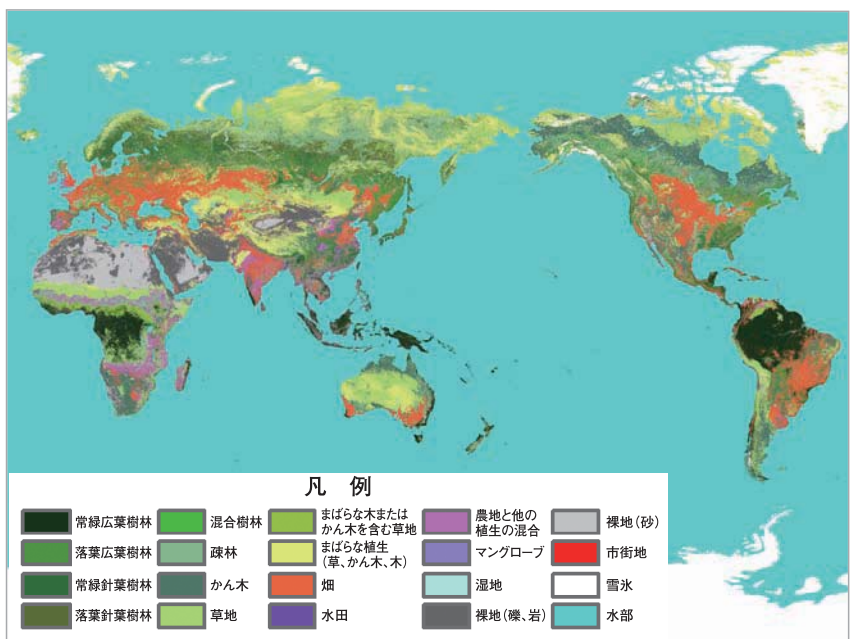 凡 例
常緑広葉樹林
落葉広葉樹林
常緑針葉樹林
落葉針葉樹林
混合樹林
疎林
かん木
草地
まばらな木または
かん木を含む草地
まばらな植生
(草、かん木、木)
畑
水田
農地と他の
植生の混合
マングローブ
湿地
裸地(礫、岩)
裸地(砂)
市街地
雪氷
水部